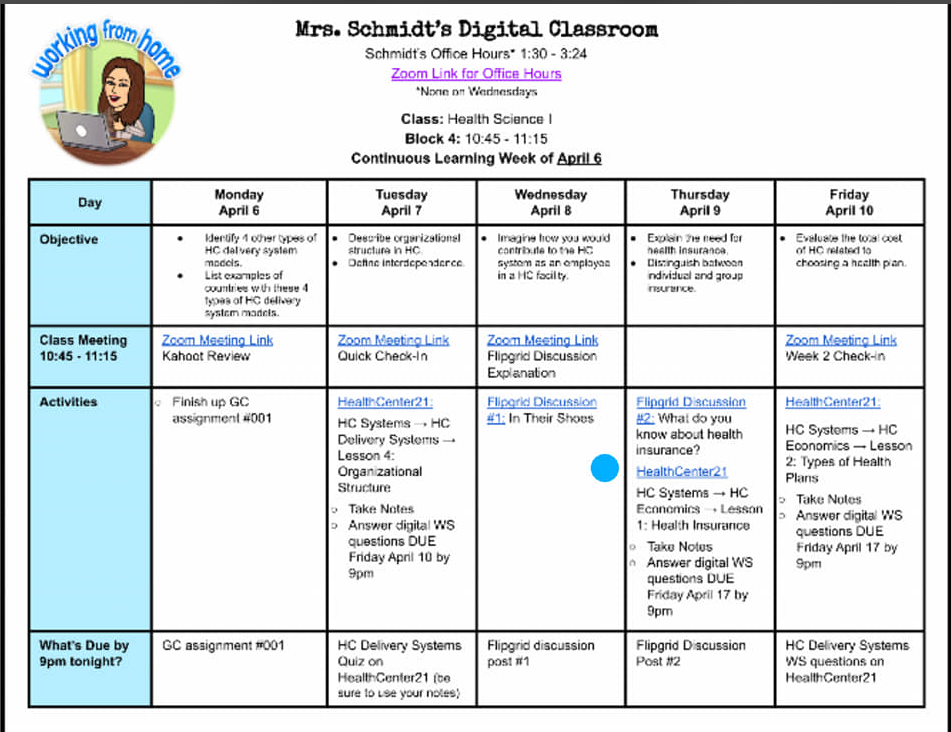 working from home
Mrs. Schmidt's Digital Classroom
Schmidt's Office Hours* 1:30 - 3:24
Zoom Link for Office Hours
*None on Wednesdays
Class: Health Science I
Block 4: 10:45 - 11:15
Continuous Learning Week of April 6
Day
Monday
April 6
Tuesday
April 7
Wednesday
April 8
Thursday
April 9
Friday
April 10
Objective
● Identify 4 other types of
HC delivery system
models.
● List examples of
countries with these 4
types of HC delivery
system models.
● Describe organizational
structure in HC.
● Define interdependence.
● Imagine how you would
contribute to the HC
system as an employee
in a HC facility.
● Explain the need for
health insurance.
● Distinguish between
individual and group
insurance.
● Evaluate the total cost
of HC related to
choosing a health plan.
Class Meeting
10:45 - 11:15
Zoom Meeting Link
Kahoot Review
Zoom Meeting Link
Quick Check-In
Zoom Meeting Link
Flipgrid Discussion
Explanation
Zoom Meeting Link
Week 2 Check-in
Activities
○ Finish up GC
assignment #001
HealthCenter21:
HC Systems → HC
Delivery Systems →
Lesson 4:
Organizational
Structure
○ Take Notes
○ Answer digital WS
questions DUE
Friday April 10 by
9pm
Flipgrid Discussion
#1: In Their Shoes
Flipgrid Discussion
#2: What do you
know about health
insurance?
HealthCenter21
HC Systems → HC
Economics → Lesson
1: Health Insurance
○ Take Notes
○ Answer digital WS
questions DUE
Friday April 17 by
9pm
HealthCenter21:
HC Systems → HC
Economics → Lesson
2: Types of Health
Plans
○ Take Notes
○ Answer digital WS
questions DUE
Friday April 17 by
9pm
What's Due by
9pm tonight?
GC assignment #001
HC Delivery Systems
Quiz on
HealthCenter21 (be
sure to use your notes)
Flipgrid discussion
post #1
Flipgrid Discussion
Post #2
HC Delivery Systems
WS questions on
HealthCenter21